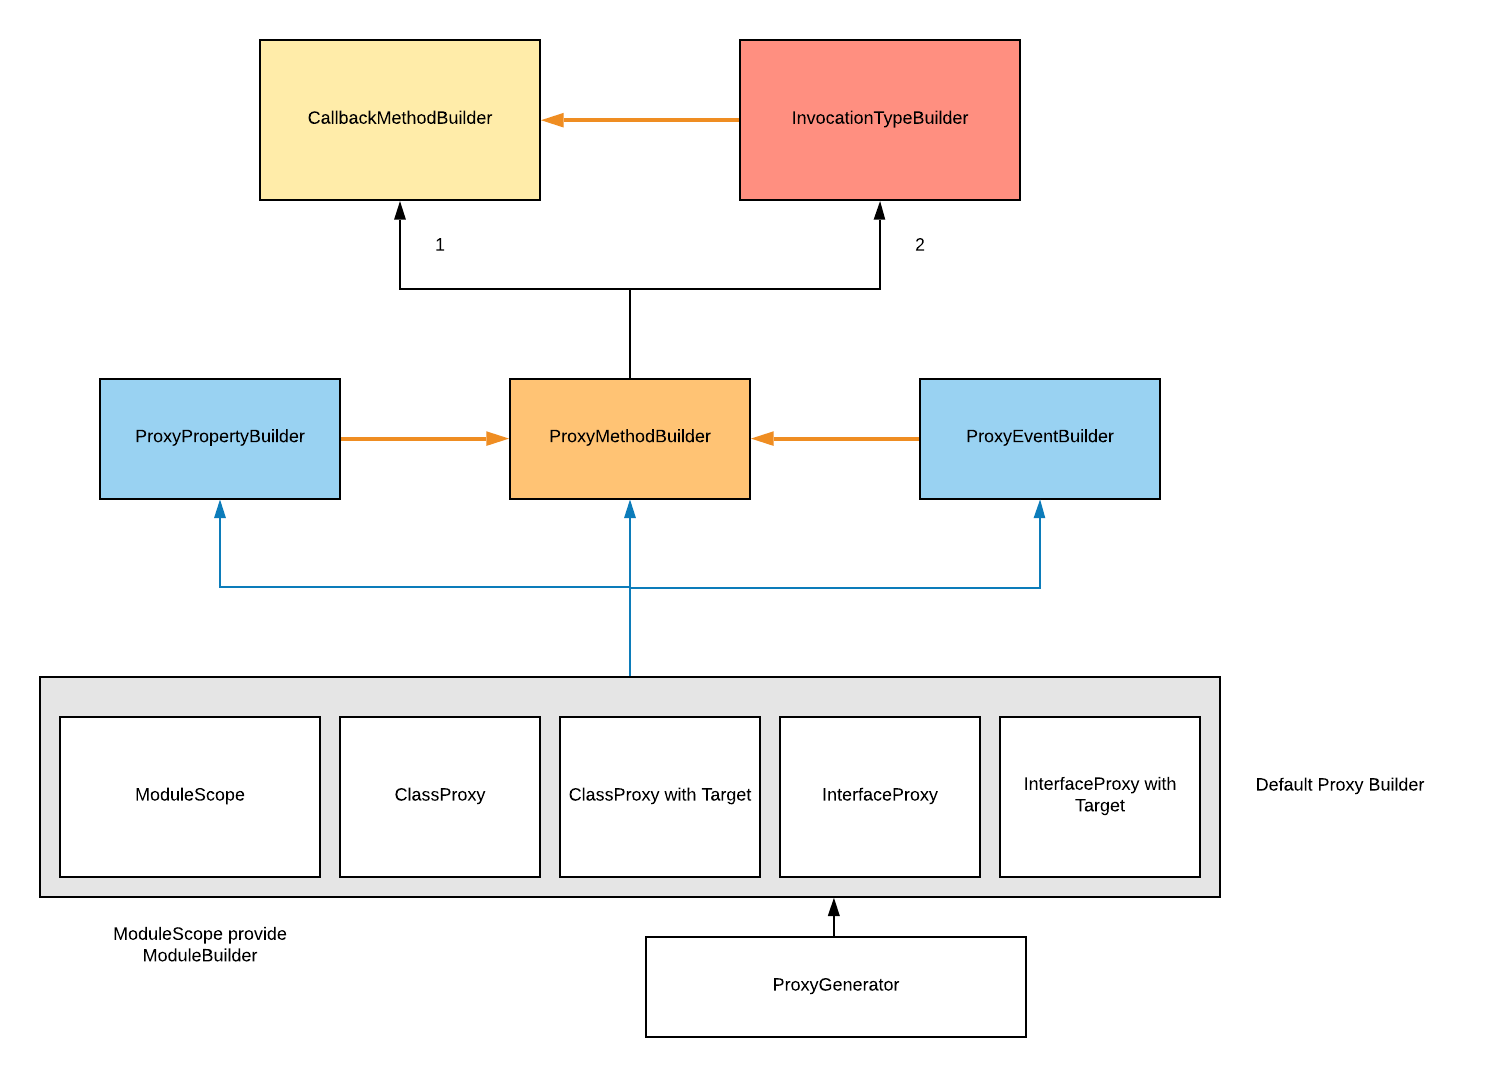 CallbackMethodBuilder
InvocationTypeBuilder
1
2
ProxyPropertyBuilder
ProxyMethodBuilder
ProxyEventBuilder
ModuleScope
ClassProxy
ClassProxy with Target
InterfaceProxy
InterfaceProxy with
Target
Default Proxy Builder
ModuleScope provide
ModuleBuilder
ProxyGenerator